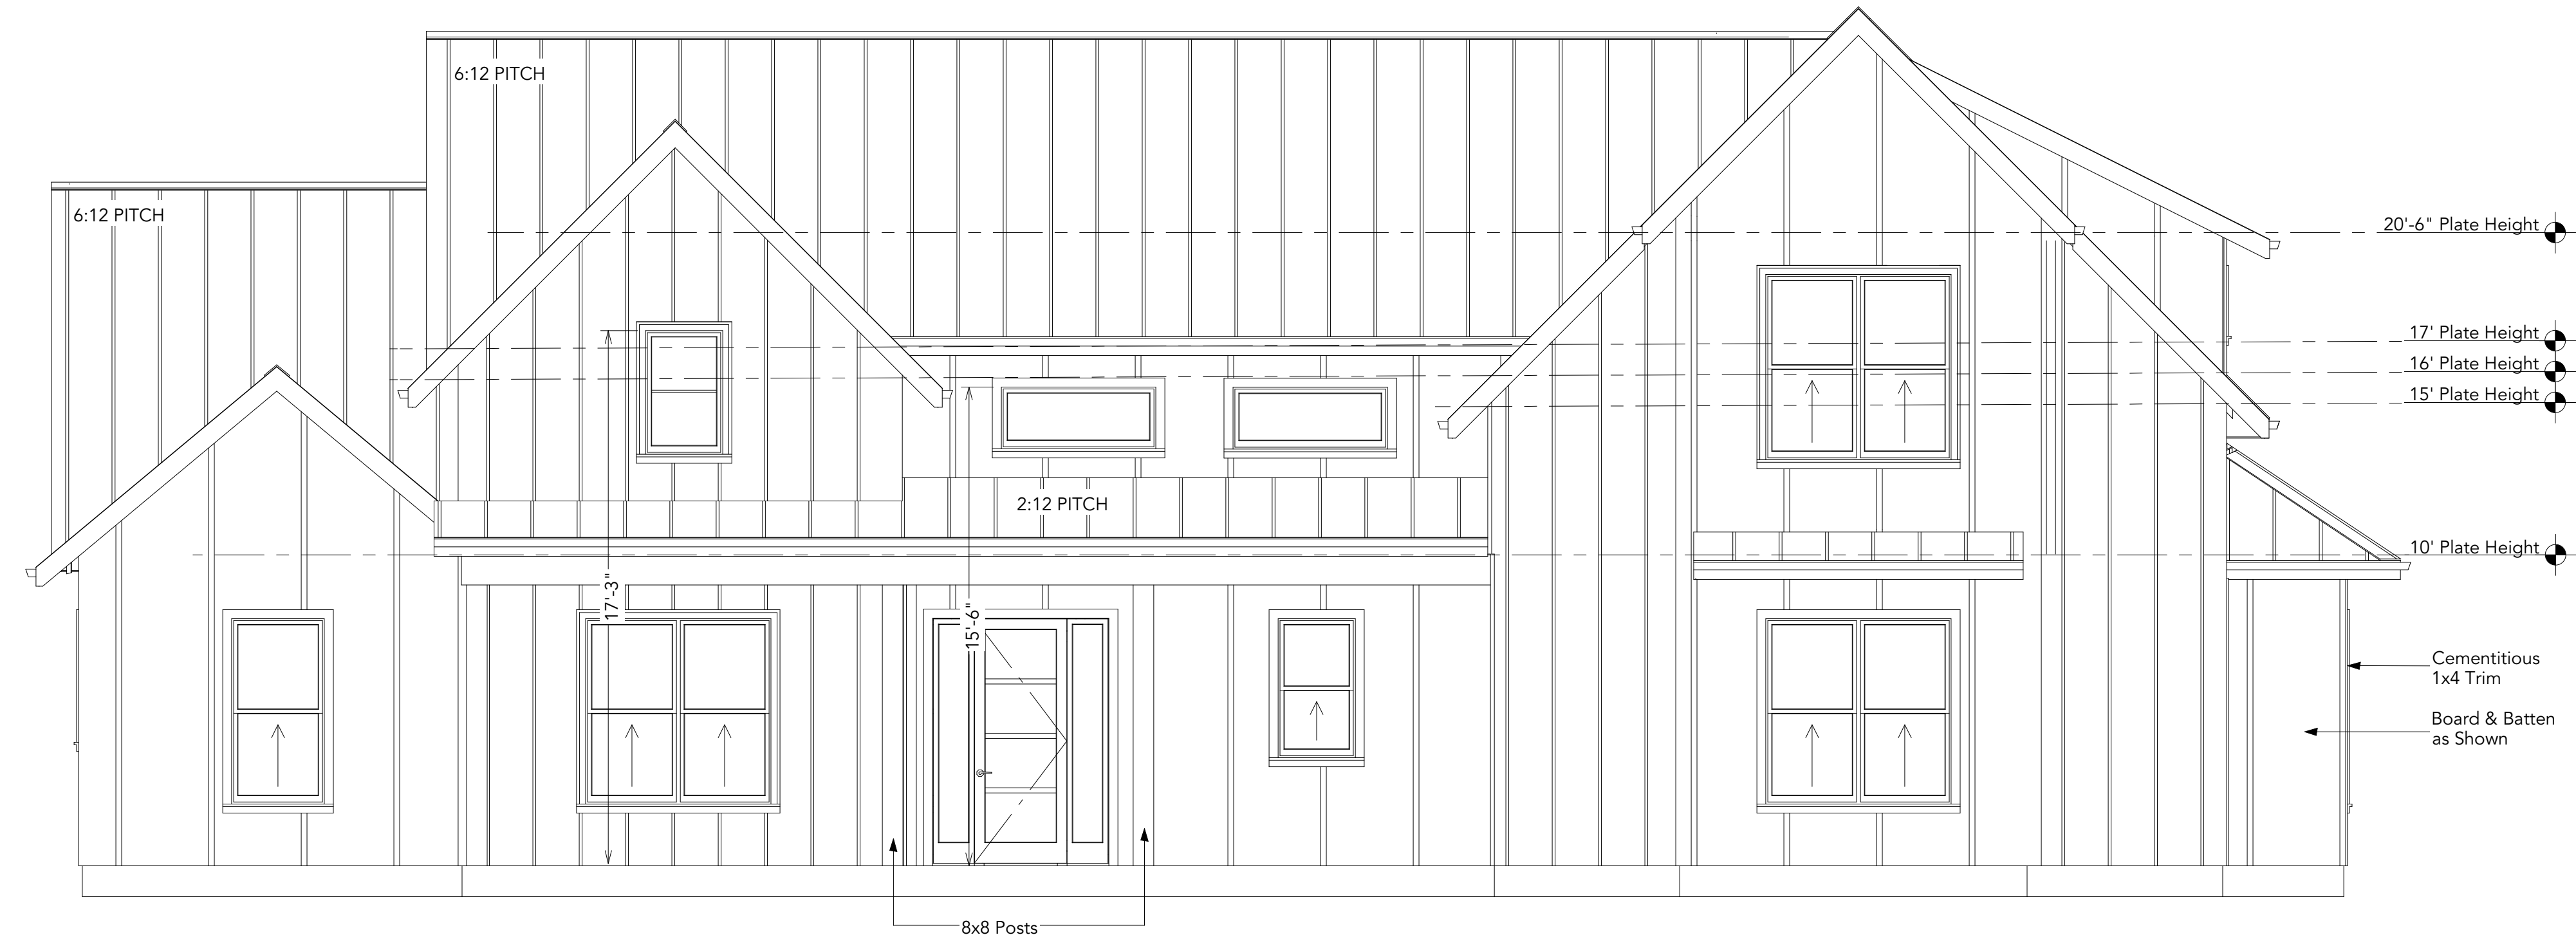 6:12 PITCH
6:12 PITCH
20'-6" Plate Height
17' Plate Height
16' Plate Height
15' Plate Height
2:12 PITCH
10' Plate Height
17'-3"
15'-6"
Cementitious
1x4 Trim
Board & Batten
as Shown
8x8 Posts